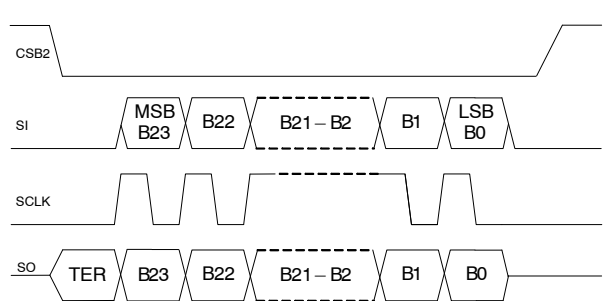 CSB2
SI
MSB
B23
B22
B21 – B2
B1
LSB
B0
SCLK
SO
TER
B23
B22
B21 – B2
B1
B0